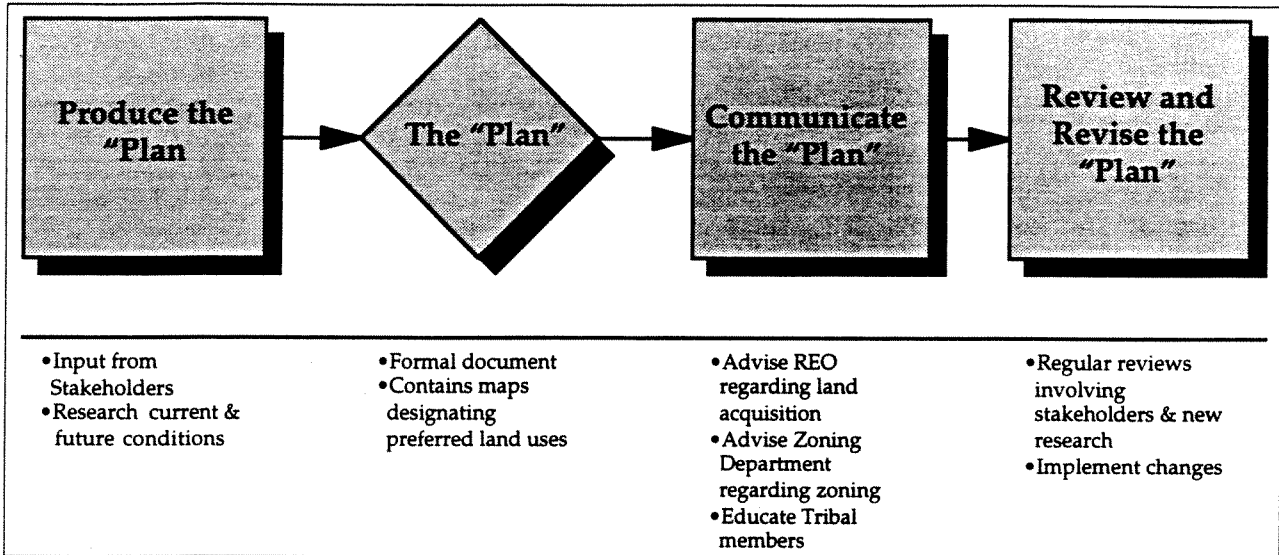 Produce the
"Plan
The "Plan"
Communicate
the "Plan"
Review and
Revise the
"Plan"
•Input from
Stakeholders
•Research current &
future conditions
•Formal document
•Contains maps
designating
preferred land uses
•Advise REO
regarding land
acquisition
•Advise Zoning
Department
regarding zoning
•Educate Tribal
members
•Regular reviews
involving
stakeholders & new
research
•Implement changes